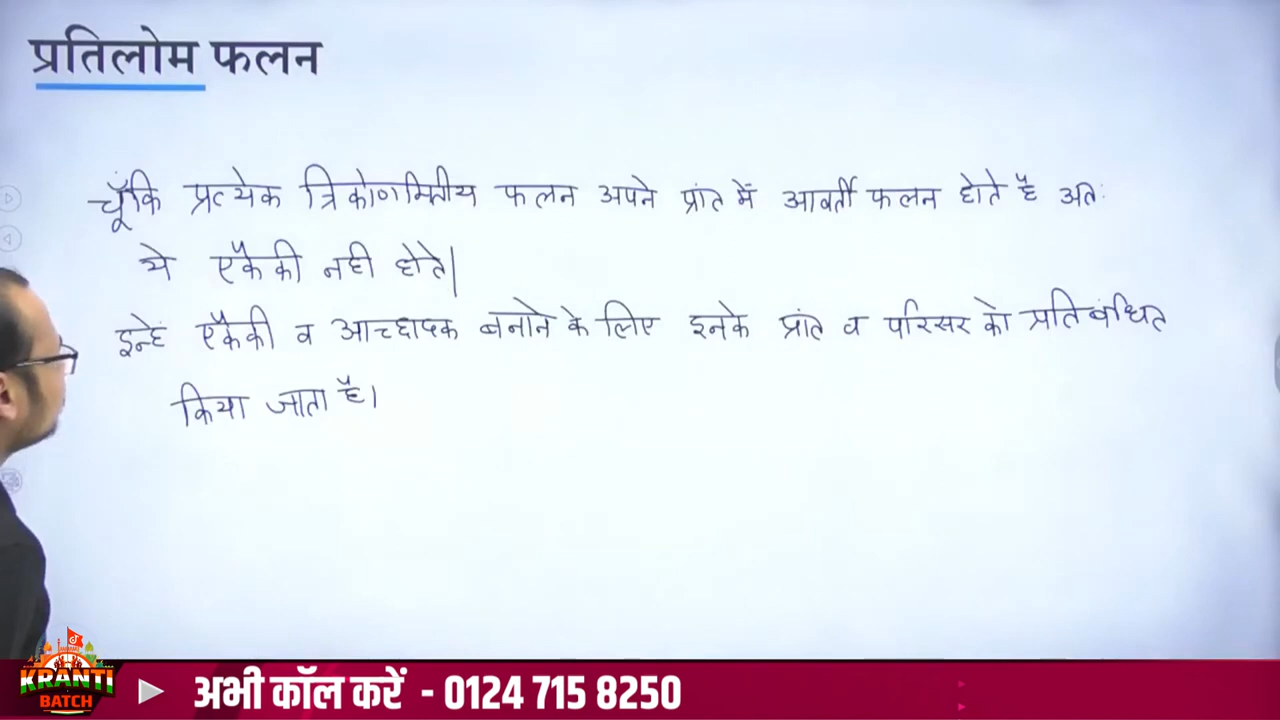 प्रतिलोम फलन
चूँकि प्रत्येक त्रिकोणमितीय फलन अपने प्रांत में आवर्ती फलन होते है अतः
ये एकैकी नही होते|
इन्हे एकैकी व आच्छादक बनाने के लिए इनके प्रांत व परिसर को प्रतिबंधित
किया जाता है।
KRANTI
BATCH
अभी कॉल करें - 0124 715 8250